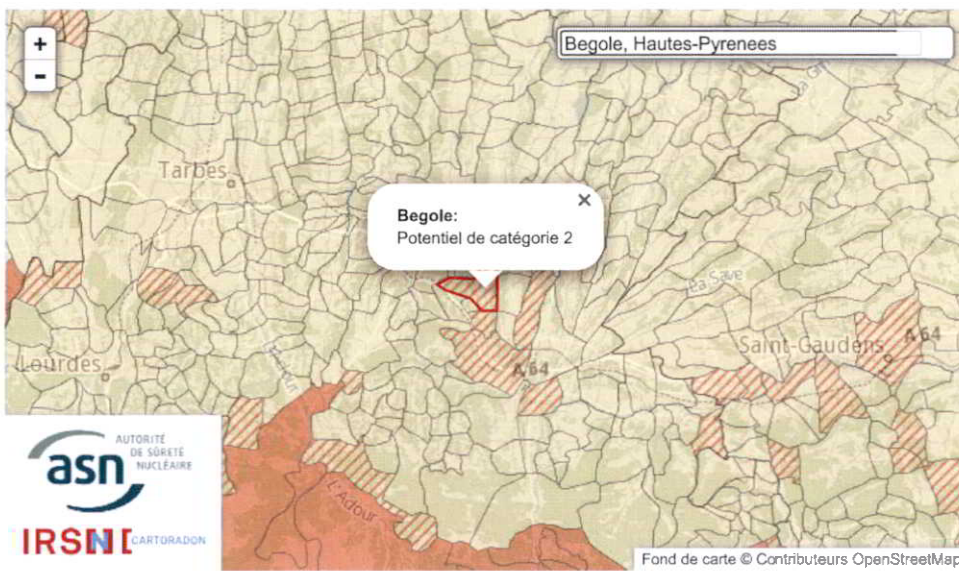 +
-
Begole, Hautes-Pyrenees
Tarbes
×
Begole:
Potentiel de catégorie 2
La Save
Saint-Gaudens
A 64
A 64
Lourdes
L'Adour
AUTORITÉ
DE SÛRETÉ
NUCLÉAIRE
asn
IRSN
CARTORADON
Fond de carte © Contributeurs OpenStreetMap